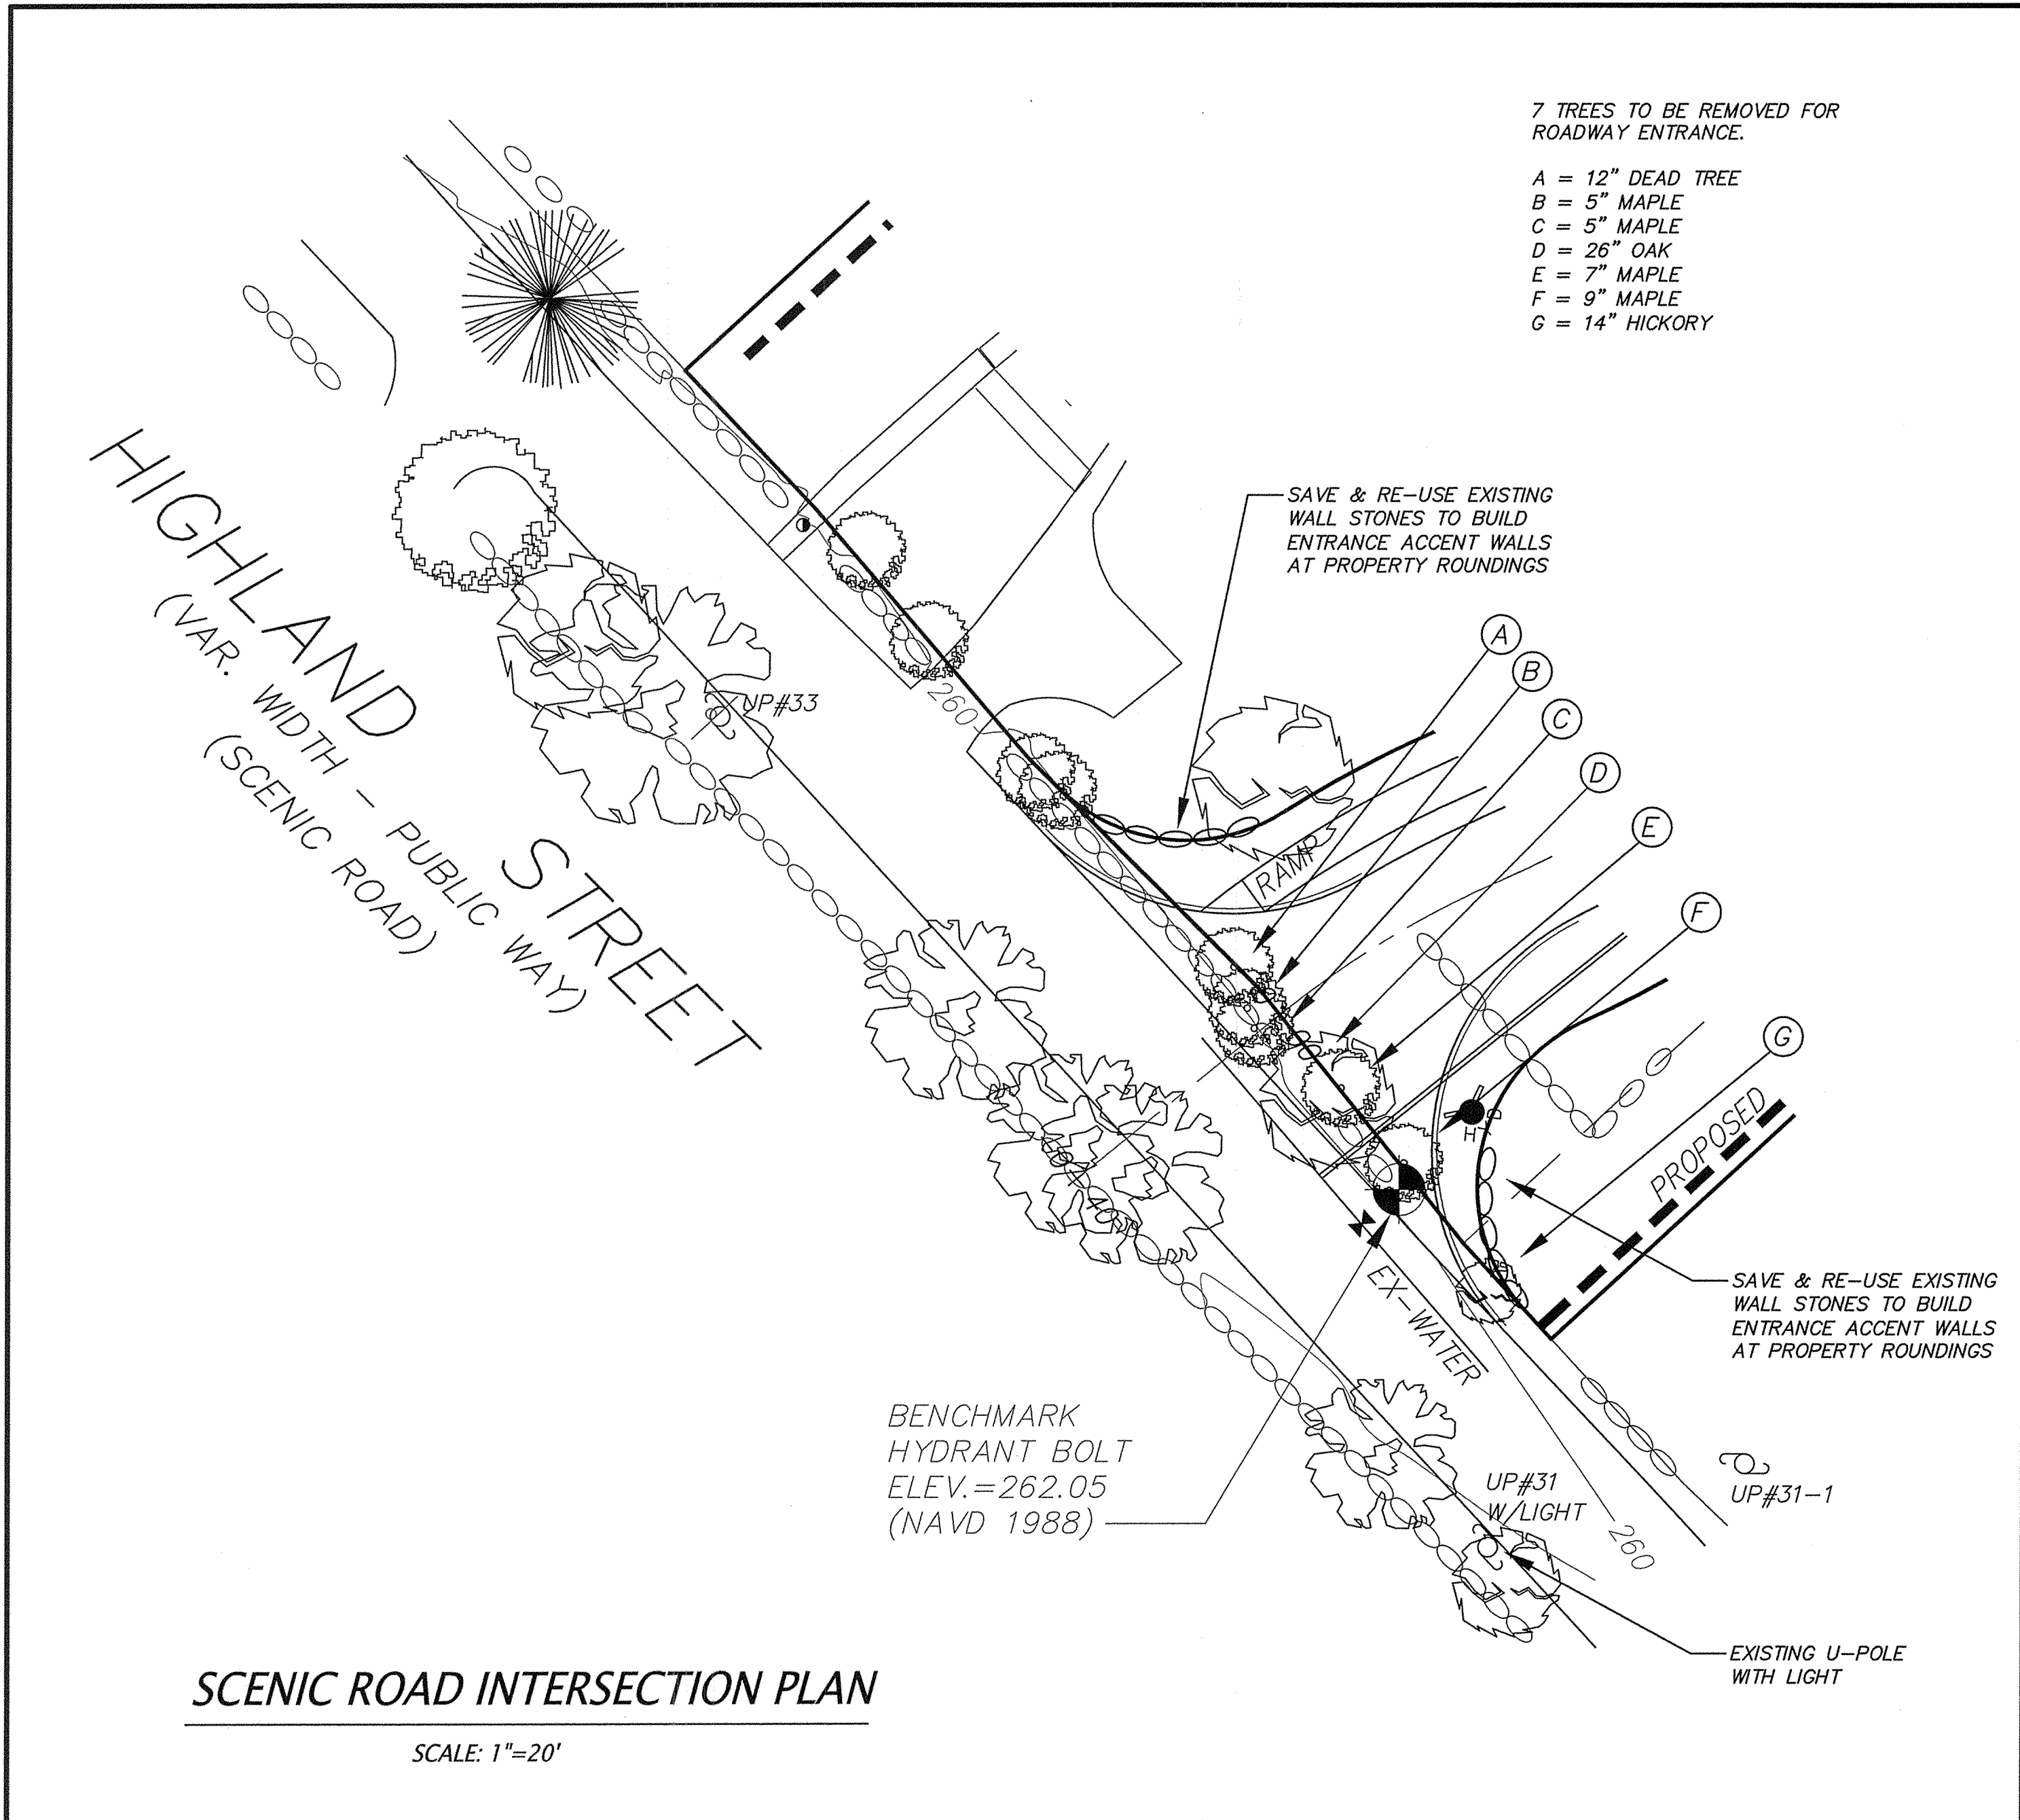 7 TREES TO BE REMOVED FOR
ROADWAY ENTRANCE.
A = 12" DEAD TREE
B = 5" MAPLE
C = 5" MAPLE
D = 26" OAK
E = 7" MAPLE
F = 9" MAPLE
G = 14" HICKORY
SAVE & RE-USE EXISTING
WALL STONES TO BUILD
ENTRANCE ACCENT WALLS
AT PROPERTY ROUNDINGS
A
B
C
D
E
F
G
HIGHLAND
STREET
(VAR. WIDTH - PUBLIC WAY)
(SCENIC ROAD)
UP#33
260
RAMP
HYD
PROPOSED
EX-WATER
SAVE & RE-USE EXISTING
WALL STONES TO BUILD
ENTRANCE ACCENT WALLS
AT PROPERTY ROUNDINGS
BENCHMARK
HYDRANT BOLT
ELEV.=262.05
(NAVD 1988)
UP#31
W/LIGHT
UP#31-1
260
EXISTING U-POLE
WITH LIGHT
SCENIC ROAD INTERSECTION PLAN
SCALE: 1"=20'